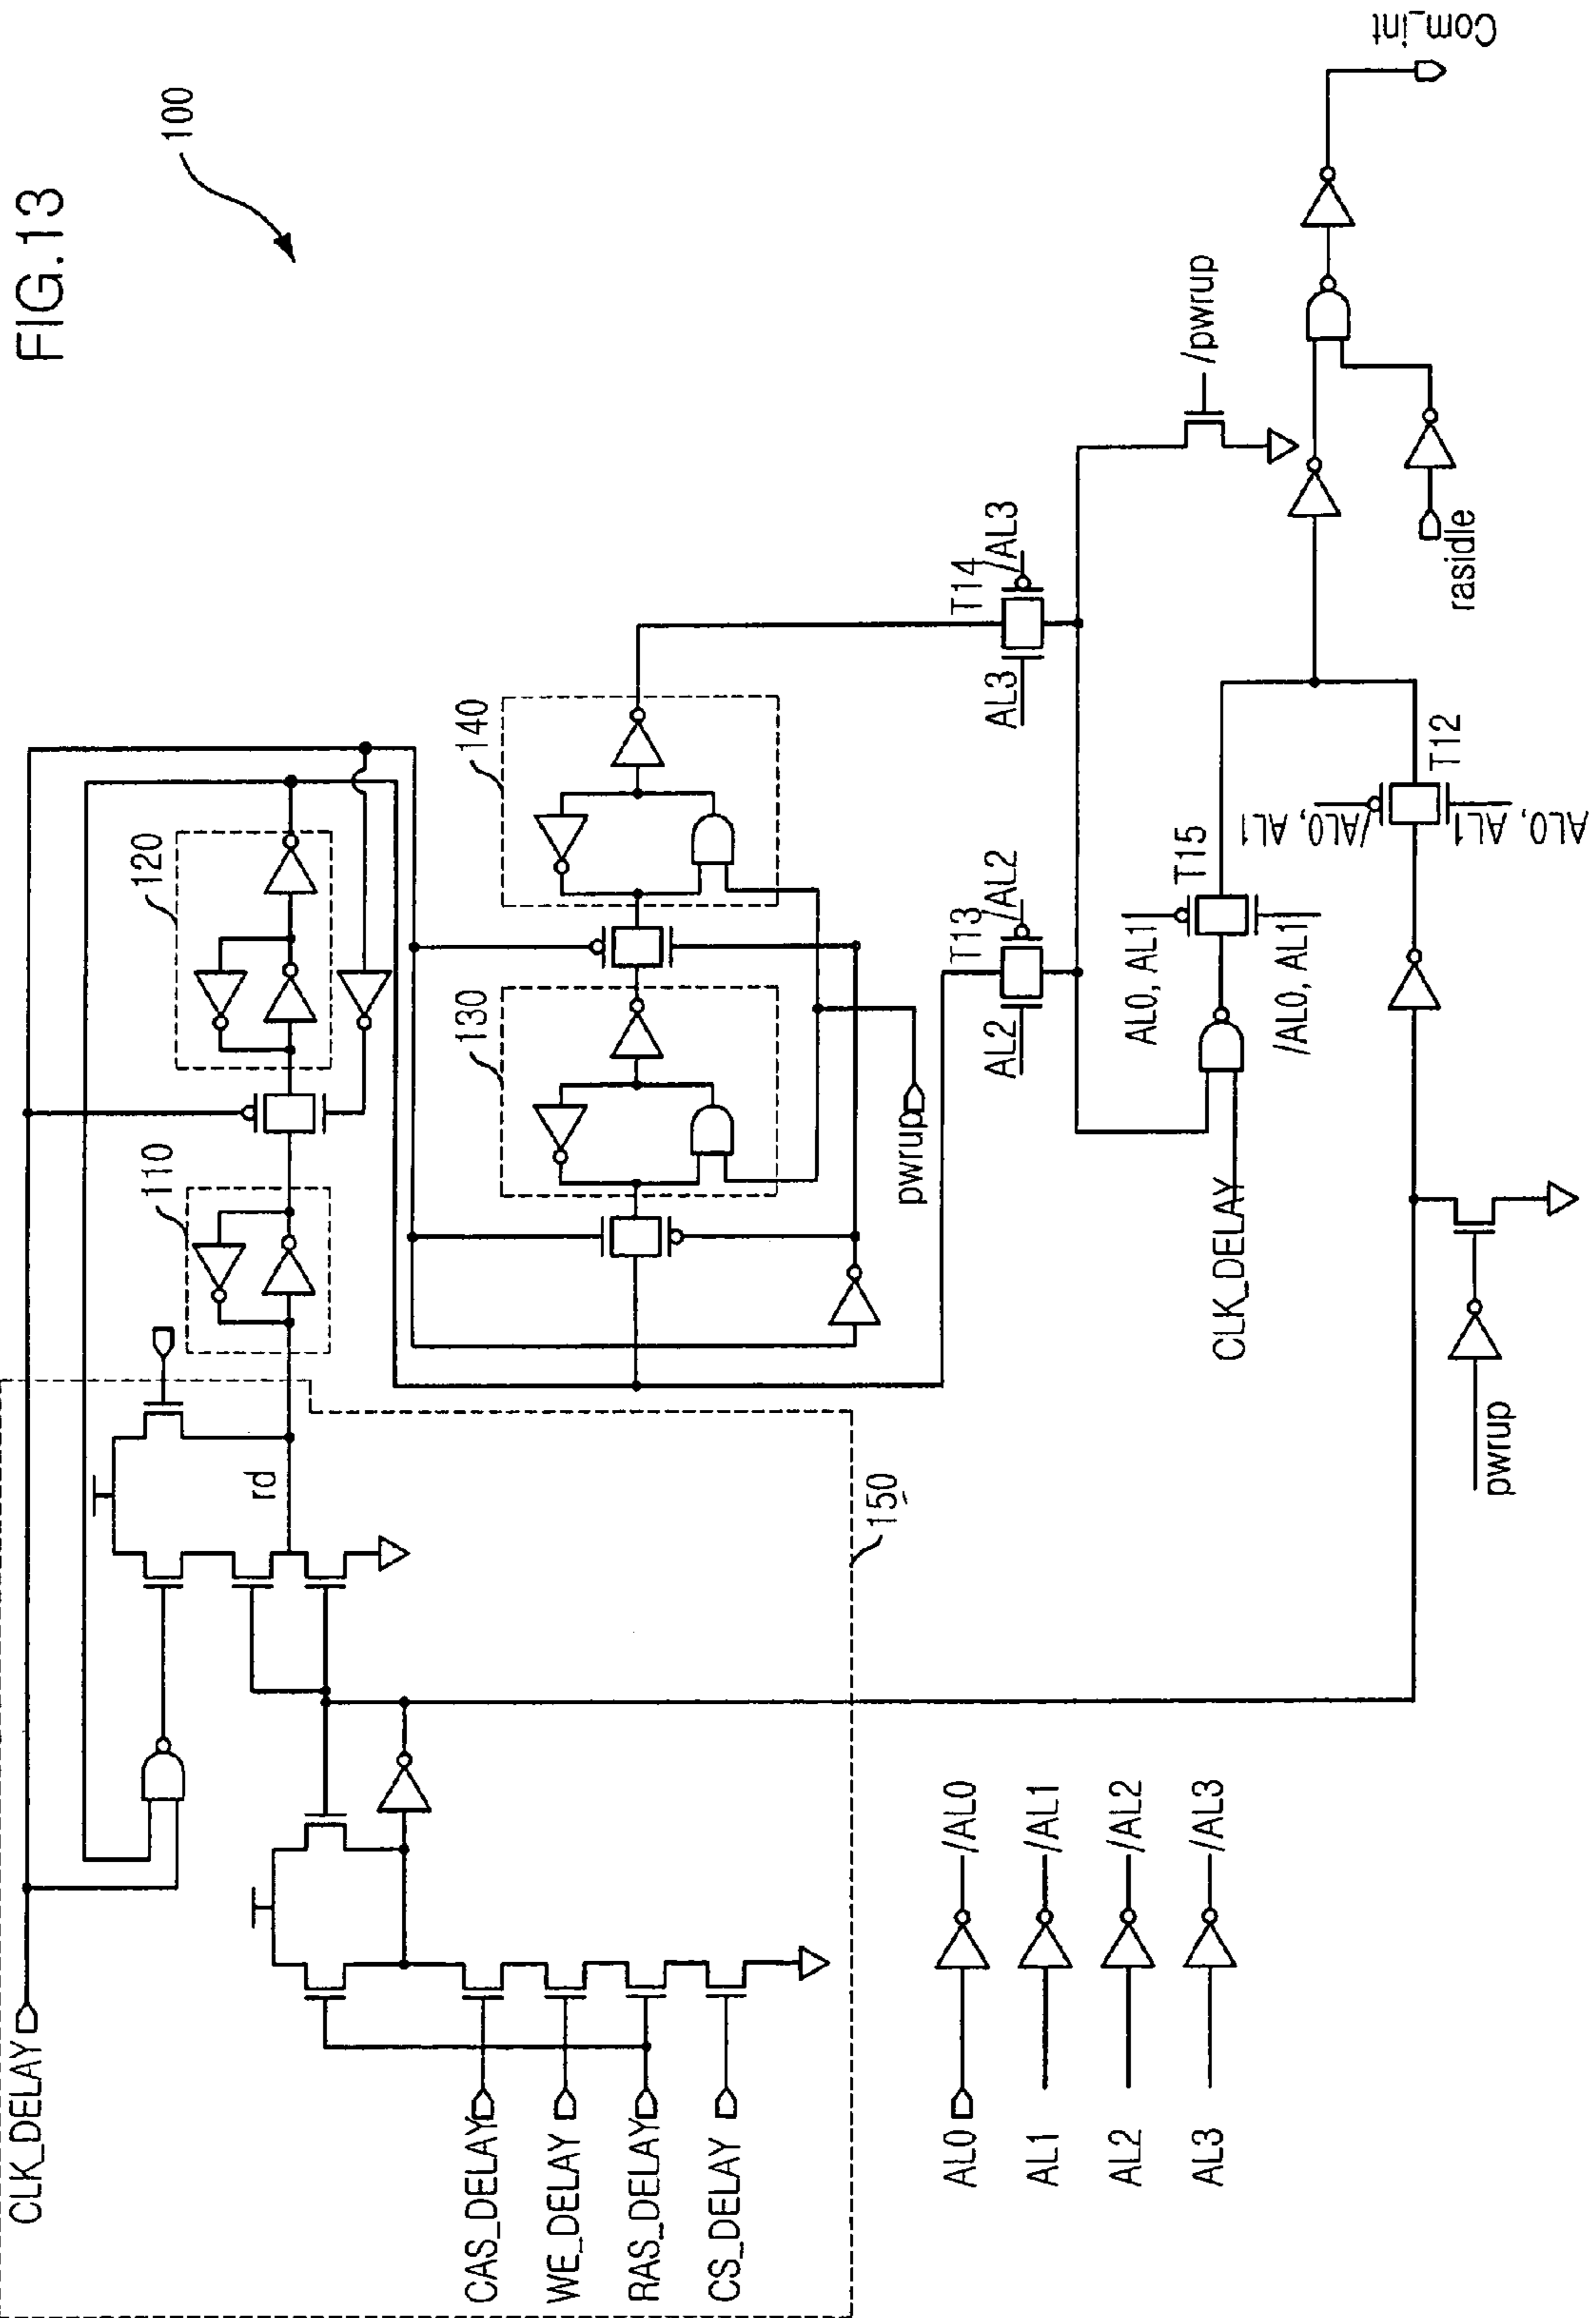 FIG.13
100
CLK_DELAY
CAS_DELAY
WE_DELAY
RAS_DELAY
CS_DELAY
rd
150
110
120
130
140
pwrup
AL2
T13
/AL2
AL3
T14
/AL3
/pwrup
CLK_DELAY
AL0, AL1
T15
/AL0, AL1
/AL0, AL1
T12
AL0, AL1
pwrup
rasidle
Com_int
AL0
/AL0
AL1
/AL1
AL2
/AL2
AL3
/AL3